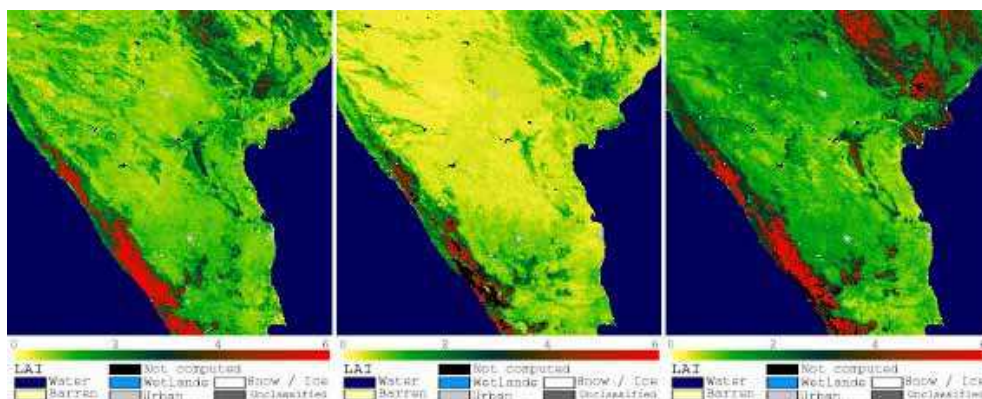 0 2 4 6
0 2 4 6
0 2 4 6
LAI
Not computed
Water
Wetlands
Snow / Ice
Barren
Urban
Unclassified
LAI
Not computed
Water
Wetlands
Snow / Ice
Barren
Urban
Unclassified
LAI
Not computed
Water
Wetlands
Snow / Ice
Barren
Urban
Unclassified